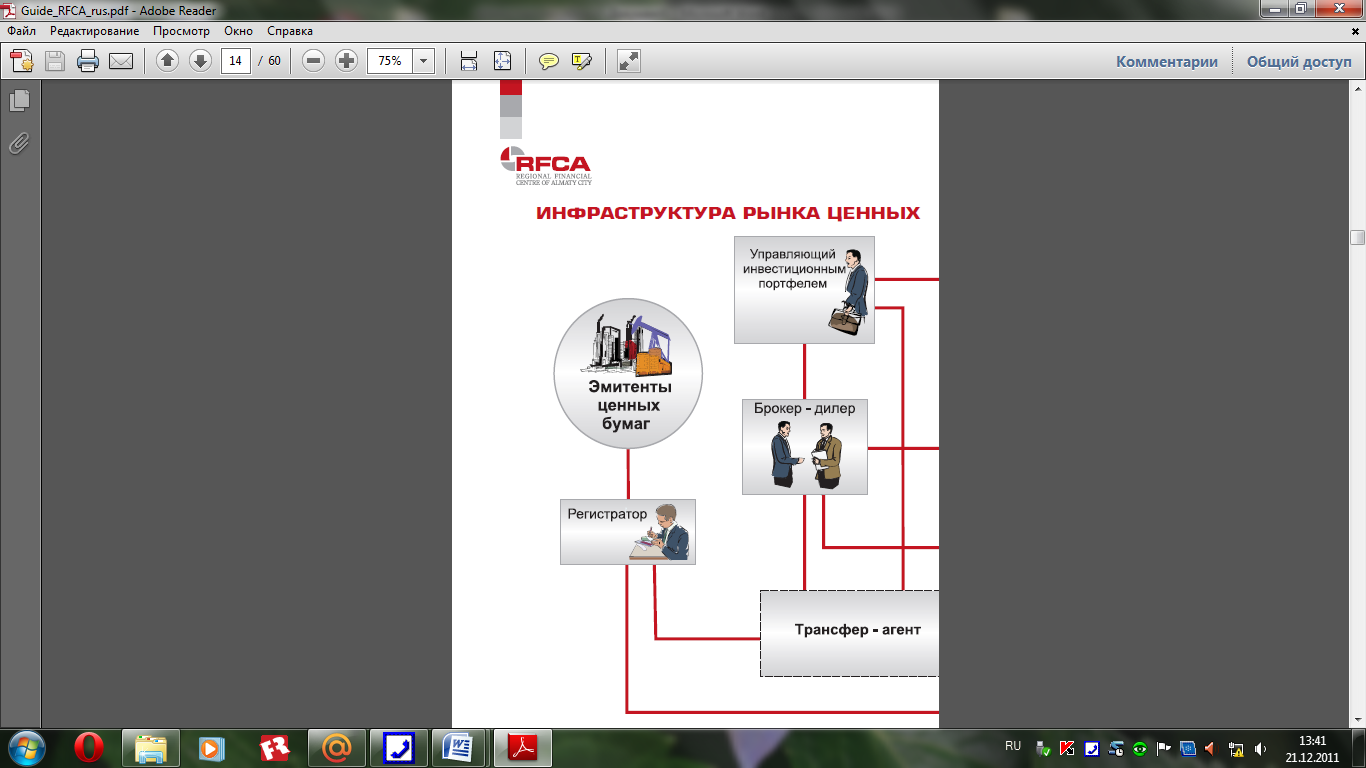 Guide_RFCA_rus.pdf - Adobe Reader
Файл Редактирование Просмотр Окно Справка
14 / 60 75% Комментарии Общий доступ
RFCA
REGIONAL FINANCIAL
CENTRE OF ALMATY CITY
ИНФРАСТРУКТУРА РЫНКА ЦЕННЫХ
Управляющий
инвестиционным
портфелем
Эмитенты
ценных
бумаг
Брокер - дилер
Регистратор
Трансфер - агент
RU
13:41
21.12.2011